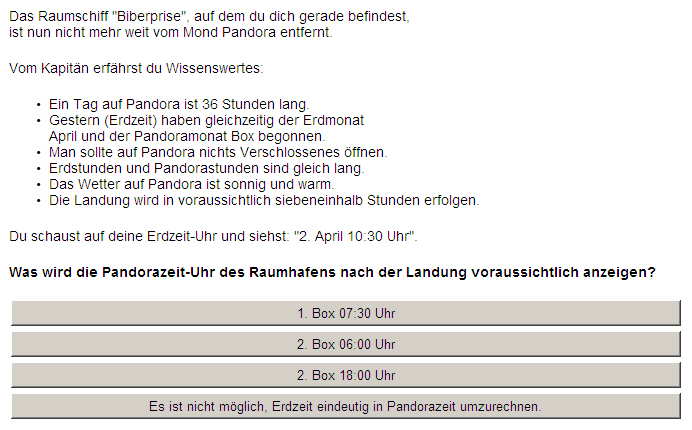 Das Raumschiff "Biberprise", auf dem du dich gerade befindest,
ist nun nicht mehr weit vom Mond Pandora entfernt.
Vom Kapitän erfährst du Wissenswertes:
• Ein Tag auf Pandora ist 36 Stunden lang.
• Gestern (Erdzeit) haben gleichzeitig der Erdmonat
April und der Pandoramonat Box begonnen.
• Man sollte auf Pandora nichts Verschlossenes öffnen.
• Erdstunden und Pandorastunden sind gleich lang.
• Das Wetter auf Pandora ist sonnig und warm.
• Die Landung wird in voraussichtlich siebeneinhalb Stunden erfolgen.
Du schaust auf deine Erdzeit-Uhr und siehst: "2. April 10:30 Uhr".
Was wird die Pandorazeit-Uhr des Raumhafens nach der Landung voraussichtlich anzeigen?
1. Box 07:30 Uhr
2. Box 06:00 Uhr
2. Box 18:00 Uhr
Es ist nicht möglich, Erdzeit eindeutig in Pandorazeit umzurechnen.